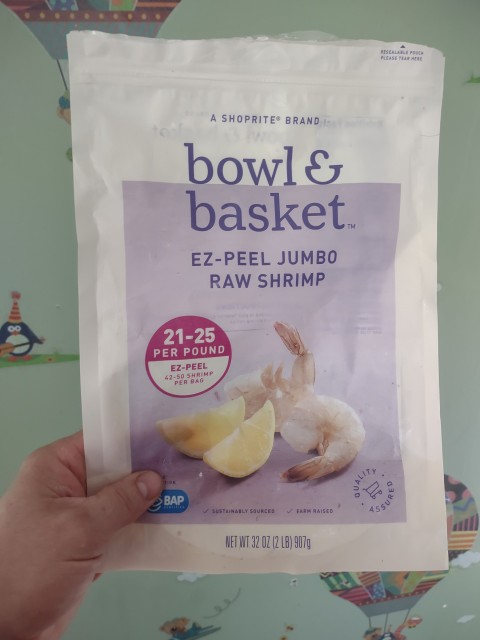 RESEALABLE POUCH
PLEASE TEAR HERE
A SHOPRITE® BRAND
bowl &
basket™
EZ-PEEL JUMBO
RAW SHRIMP
21-25
PER POUND
EZ-PEEL
42-50 SHRIMP
PER BAG
BAP
CERTIFIED
✓ SUSTAINABLY SOURCED ✓ FARM RAISED
QUALITY ASSURED
NET WT 32 OZ (2 LB) 907g